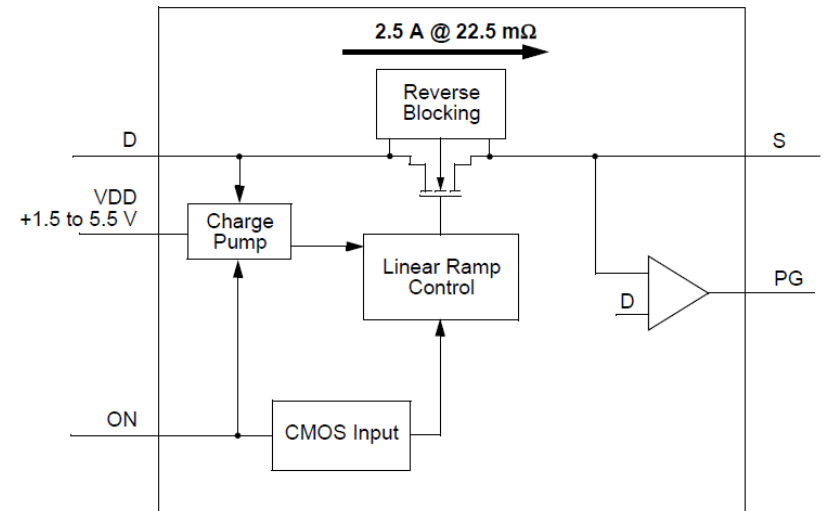 2.5 A @ 22.5 mΩ
Reverse
Blocking
D
S
VDD
+1.5 to 5.5 V
Charge
Pump
Linear Ramp
Control
D
PG
ON
CMOS Input